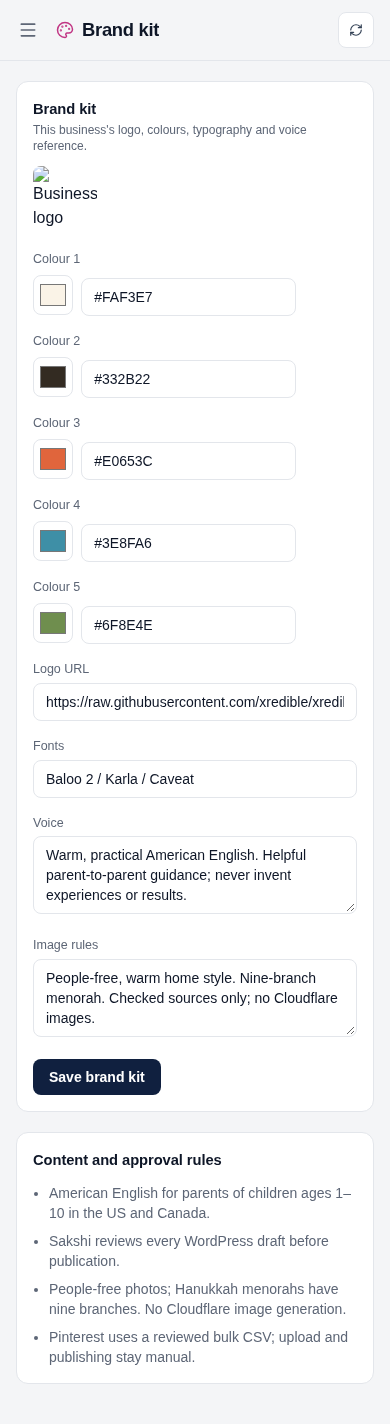 Brand kit
Brand kit
This business's logo, colours, typography and voice
reference.
Business
logo
Colour 1
#FAF3E7
Colour 2
#332B22
Colour 3
#E0653C
Colour 4
#3E8FA6
Colour 5
#6F8E4E
Logo URL
https://raw.githubusercontent.com/xredible/xredil
Fonts
Baloo 2 / Karla / Caveat
Voice
Warm, practical American English. Helpful
parent-to-parent guidance; never invent
experiences or results.
Image rules
People-free, warm home style. Nine-branch
menorah. Checked sources only; no Cloudflare
images.
Save brand kit
Content and approval rules
• American English for parents of children ages 1–
10 in the US and Canada.
• Sakshi reviews every WordPress draft before
publication.
• People-free photos; Hanukkah menorahs have
nine branches. No Cloudflare image generation.
• Pinterest uses a reviewed bulk CSV; upload and
publishing stay manual.